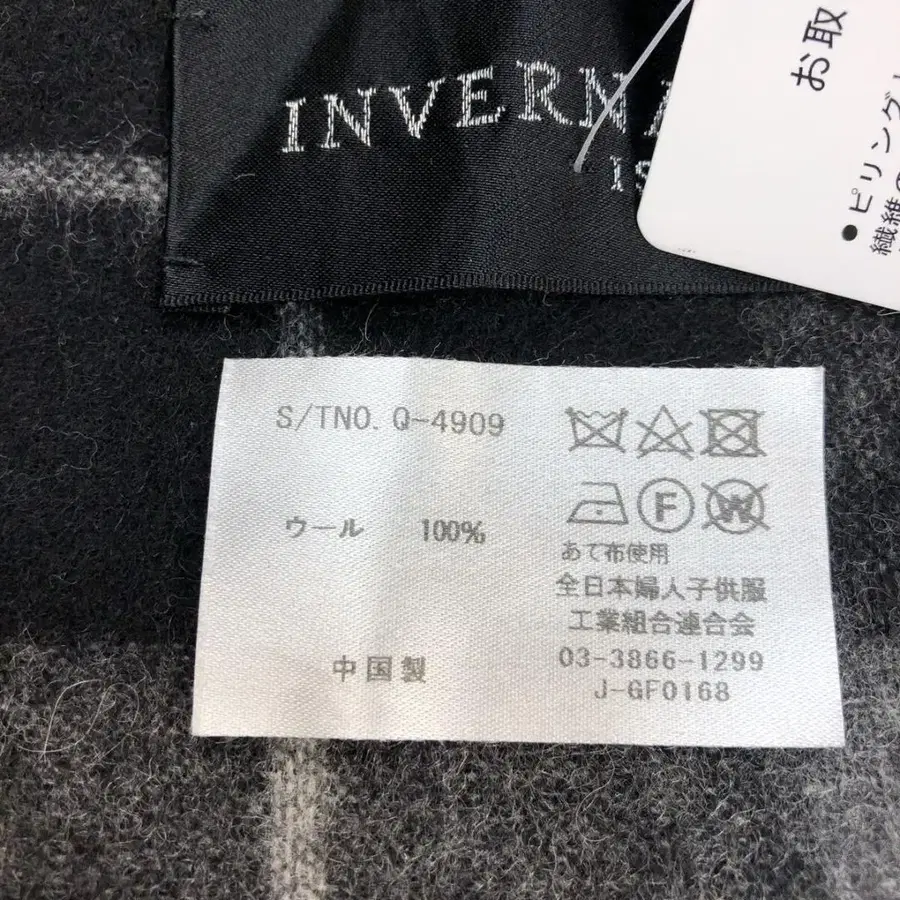 INVERNA
IS
お取
●ピリング
繊維の
S/TNO. Q-4909
ウール 100%
あて布使用
全日本婦人子供服
工業組合連合会
中国製
03-3866-1299
J-GF0168